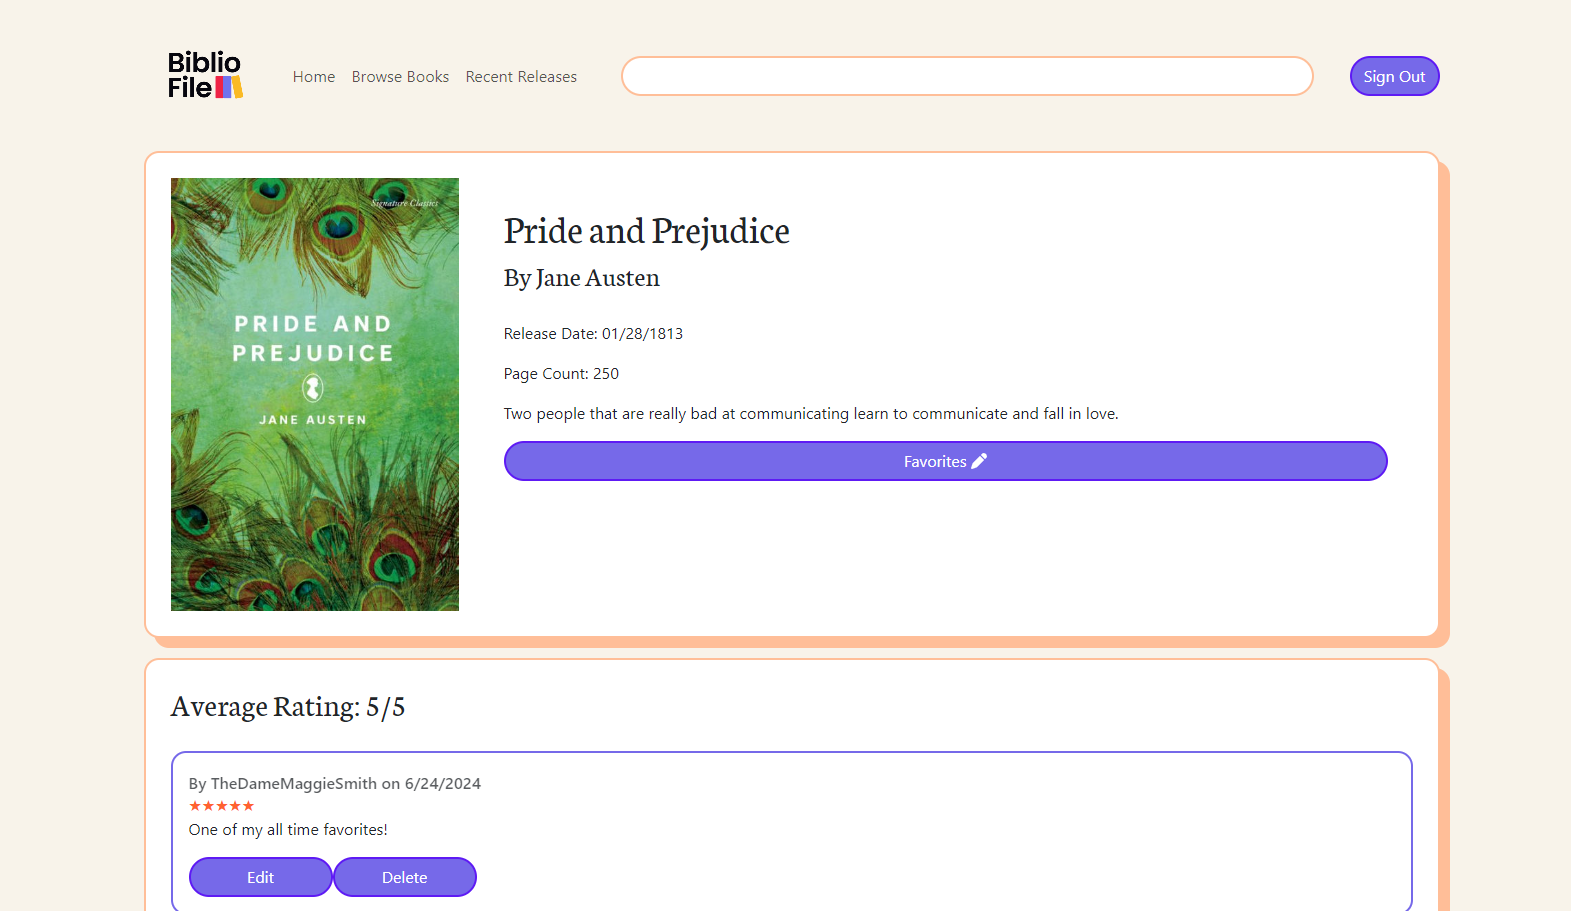 Biblio
File
Home Browse Books Recent Releases
Sign Out
Signature Classics
PRIDE AND
PREJUDICE
JANE AUSTEN
Pride and Prejudice
By Jane Austen
Release Date: 01/28/1813
Page Count: 250
Two people that are really bad at communicating learn to communicate and fall in love.
Favorites
Average Rating: 5/5
By TheDameMaggieSmith on 6/24/2024
★★★★★
One of my all time favorites!
Edit Delete